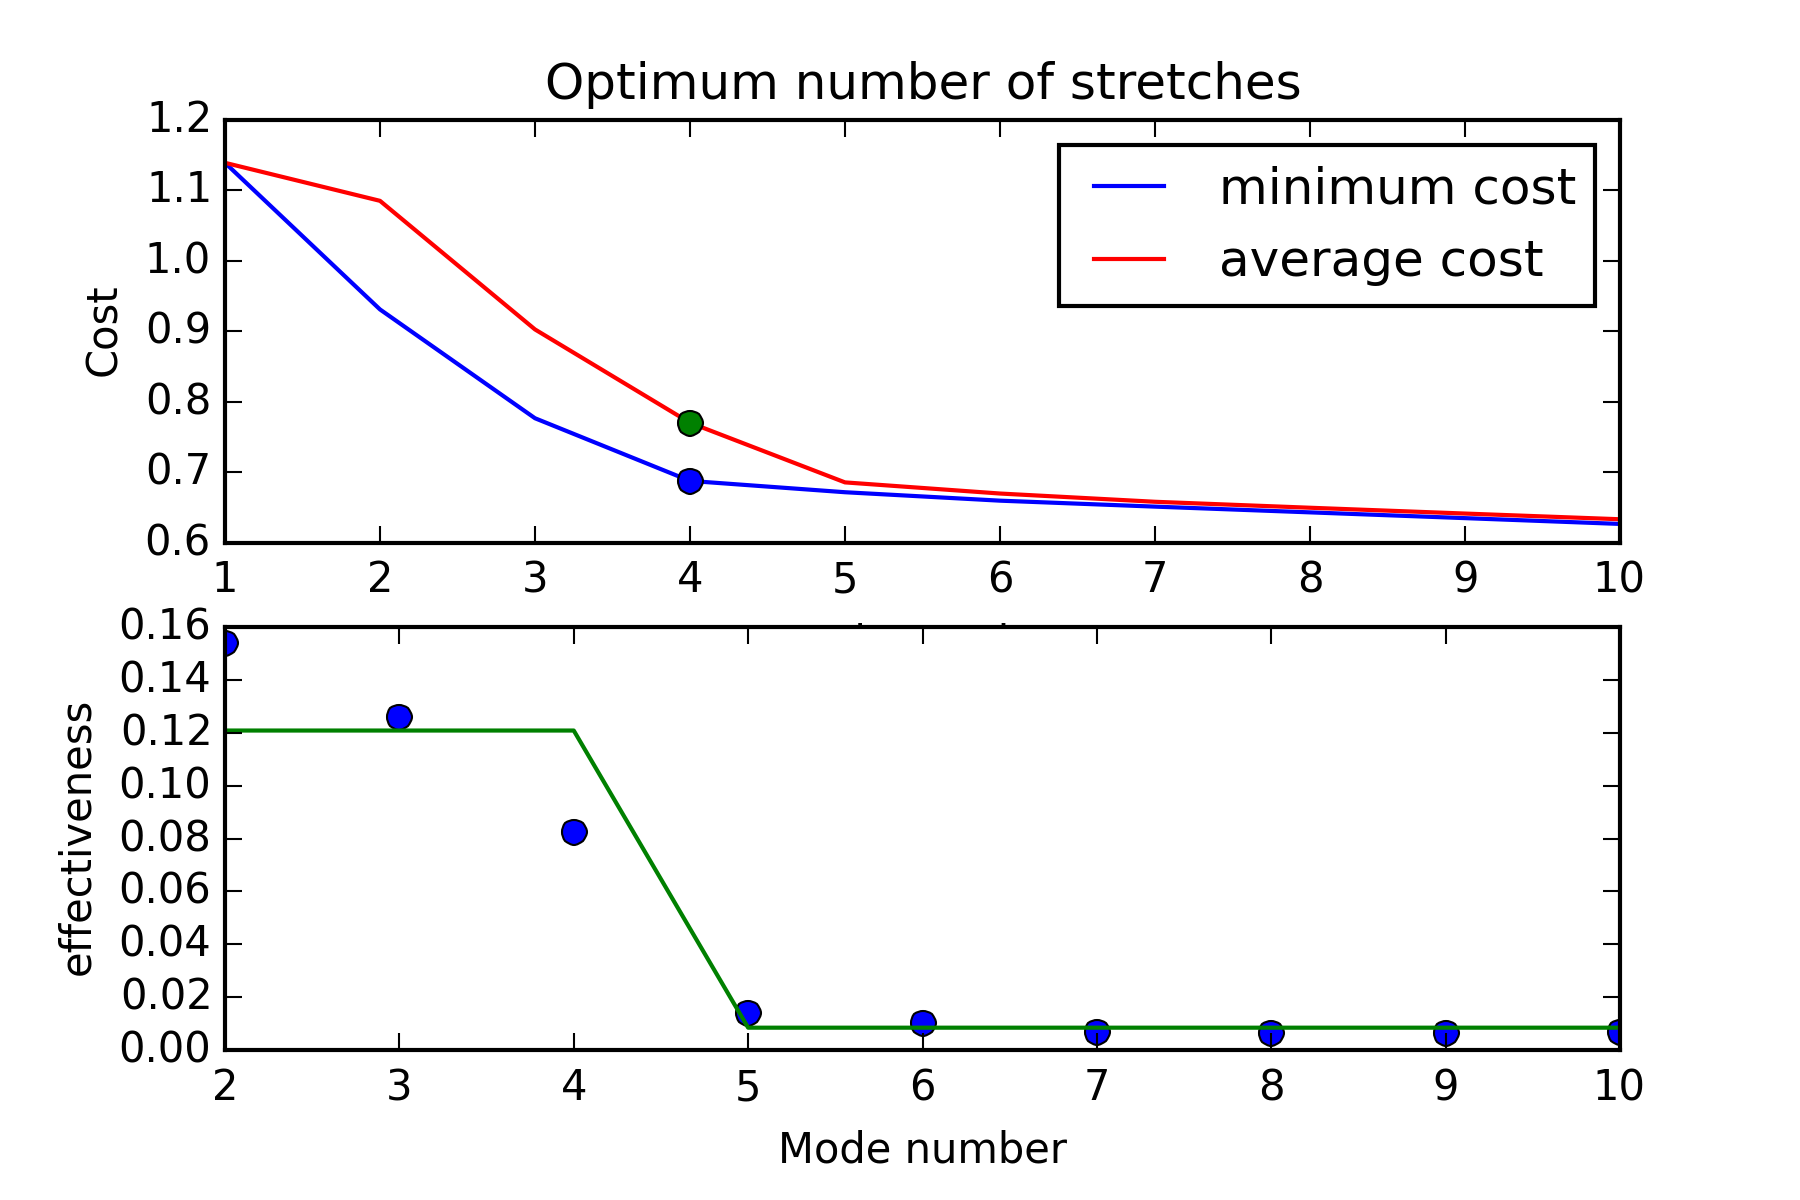 Optimum number of stretches
1.2
1.1
1.0
0.9
0.8
0.7
0.6
Cost
minimum cost
average cost
1 2 3 4 5 6 7 8 9 10
0.16
0.14
0.12
0.10
0.08
0.06
0.04
0.02
0.00
effectiveness
2 3 4 5 6 7 8 9 10
Mode number